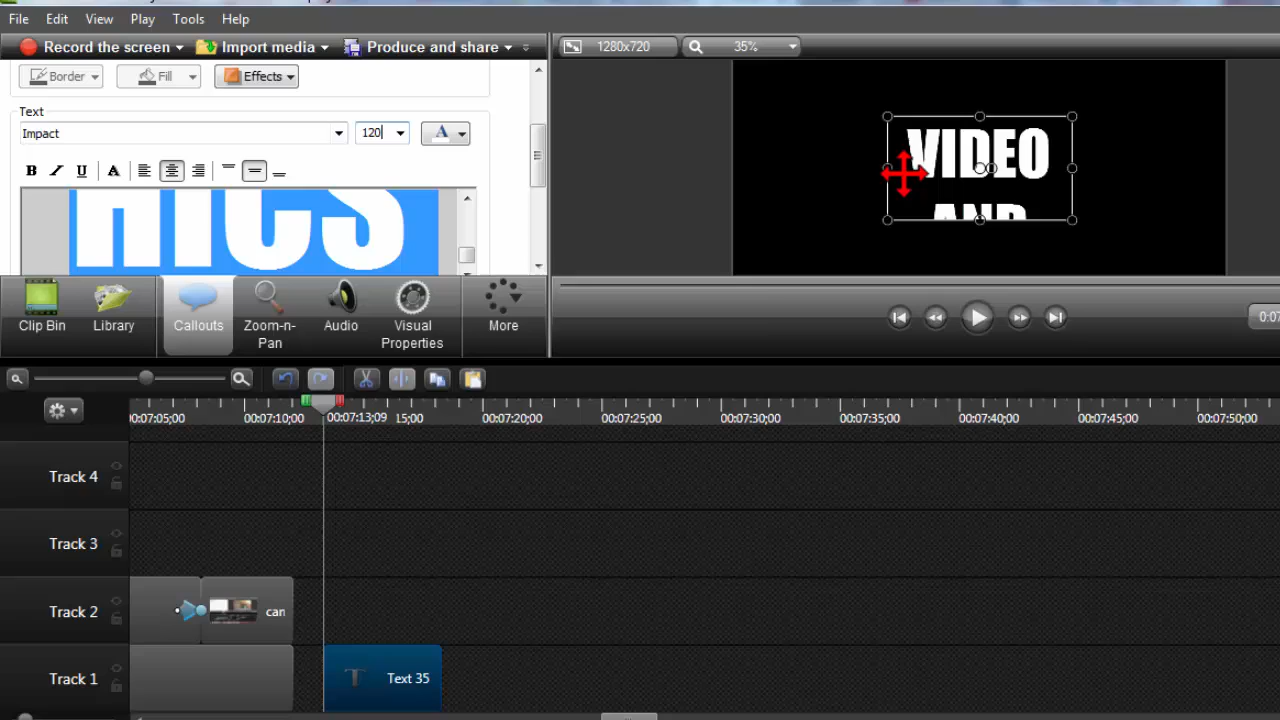 File Edit View Play Tools Help
Record the screen Import media Produce and share
1280x720 35%
Border Fill Effects
Text
Impact 120 A
B I U A
HICS
VIDEO
AND
Clip Bin Library Callouts Zoom-n-Pan Audio Visual Properties More
0:07
00:07:05;00 00:07:10;00 00:07:13;09 15;00 00:07:20;00 00:07:25;00 00:07:30;00 00:07:35;00 00:07:40;00 00:07:45;00 00:07:50;00
Track 4
Track 3
Track 2 can
Track 1 T Text 35